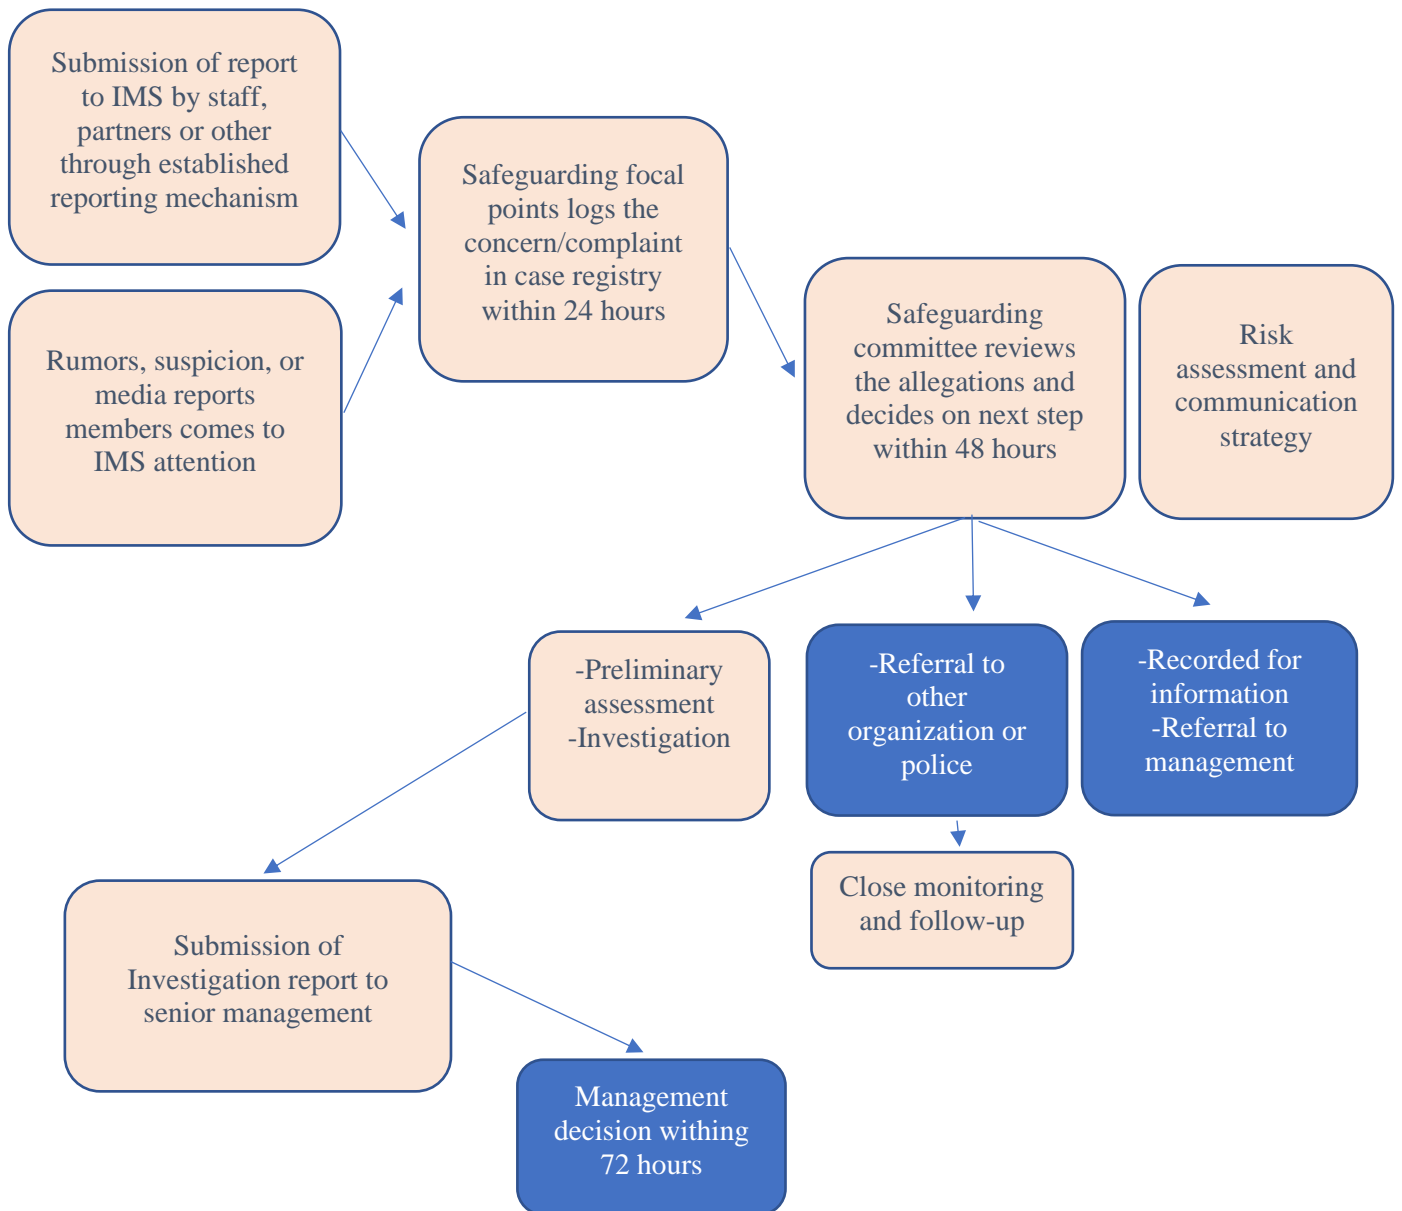 Submission of report
to IMS by staff,
partners or other
through established
reporting mechanism
Rumors, suspicion, or
media reports
members comes to
IMS attention
Safeguarding focal
points logs the
concern/complaint
in case registry
within 24 hours
Safeguarding
committee reviews
the allegations and
decides on next step
within 48 hours
Risk
assessment and
communication
strategy
-Preliminary
assessment
-Investigation
-Referral to
other
organization or
police
-Recorded for
information
-Referral to
management
Close monitoring
and follow-up
Submission of
Investigation report to
senior management
Management
decision withing
72 hours